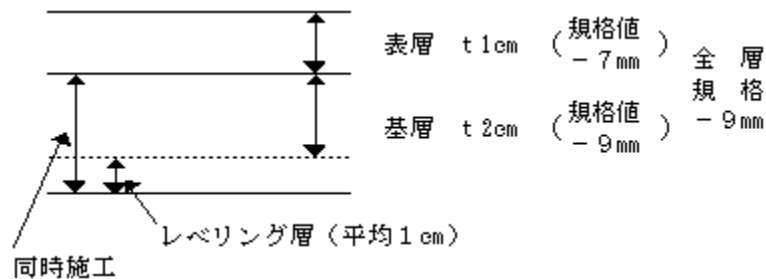 表層 t1cm (規格値 －7㎜) 全層規格 －9㎜
基層 t2cm (規格値 －9㎜)
レベリング層(平均1㎝)
同時施工